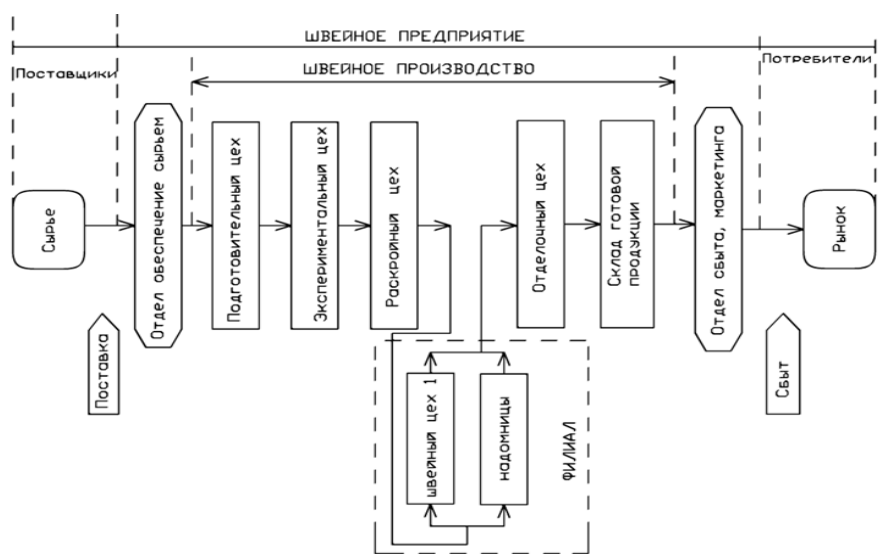 ШВЕЙНОЕ ПРЕДПРИЯТИЕ
Поставщики
ШВЕЙНОЕ ПРОИЗВОДСТВО
Потребители
Сырье
Отдел обеспечение сырьем
Подготовительный цех
Экспериментальный цех
Раскройный цех
Отделочный цех
Склад готовой
продукции
Отдел сбыта, маркетинга
Рынок
Поставка
швейный цех 1
надомницы
ФИЛИАЛ
Сбыт